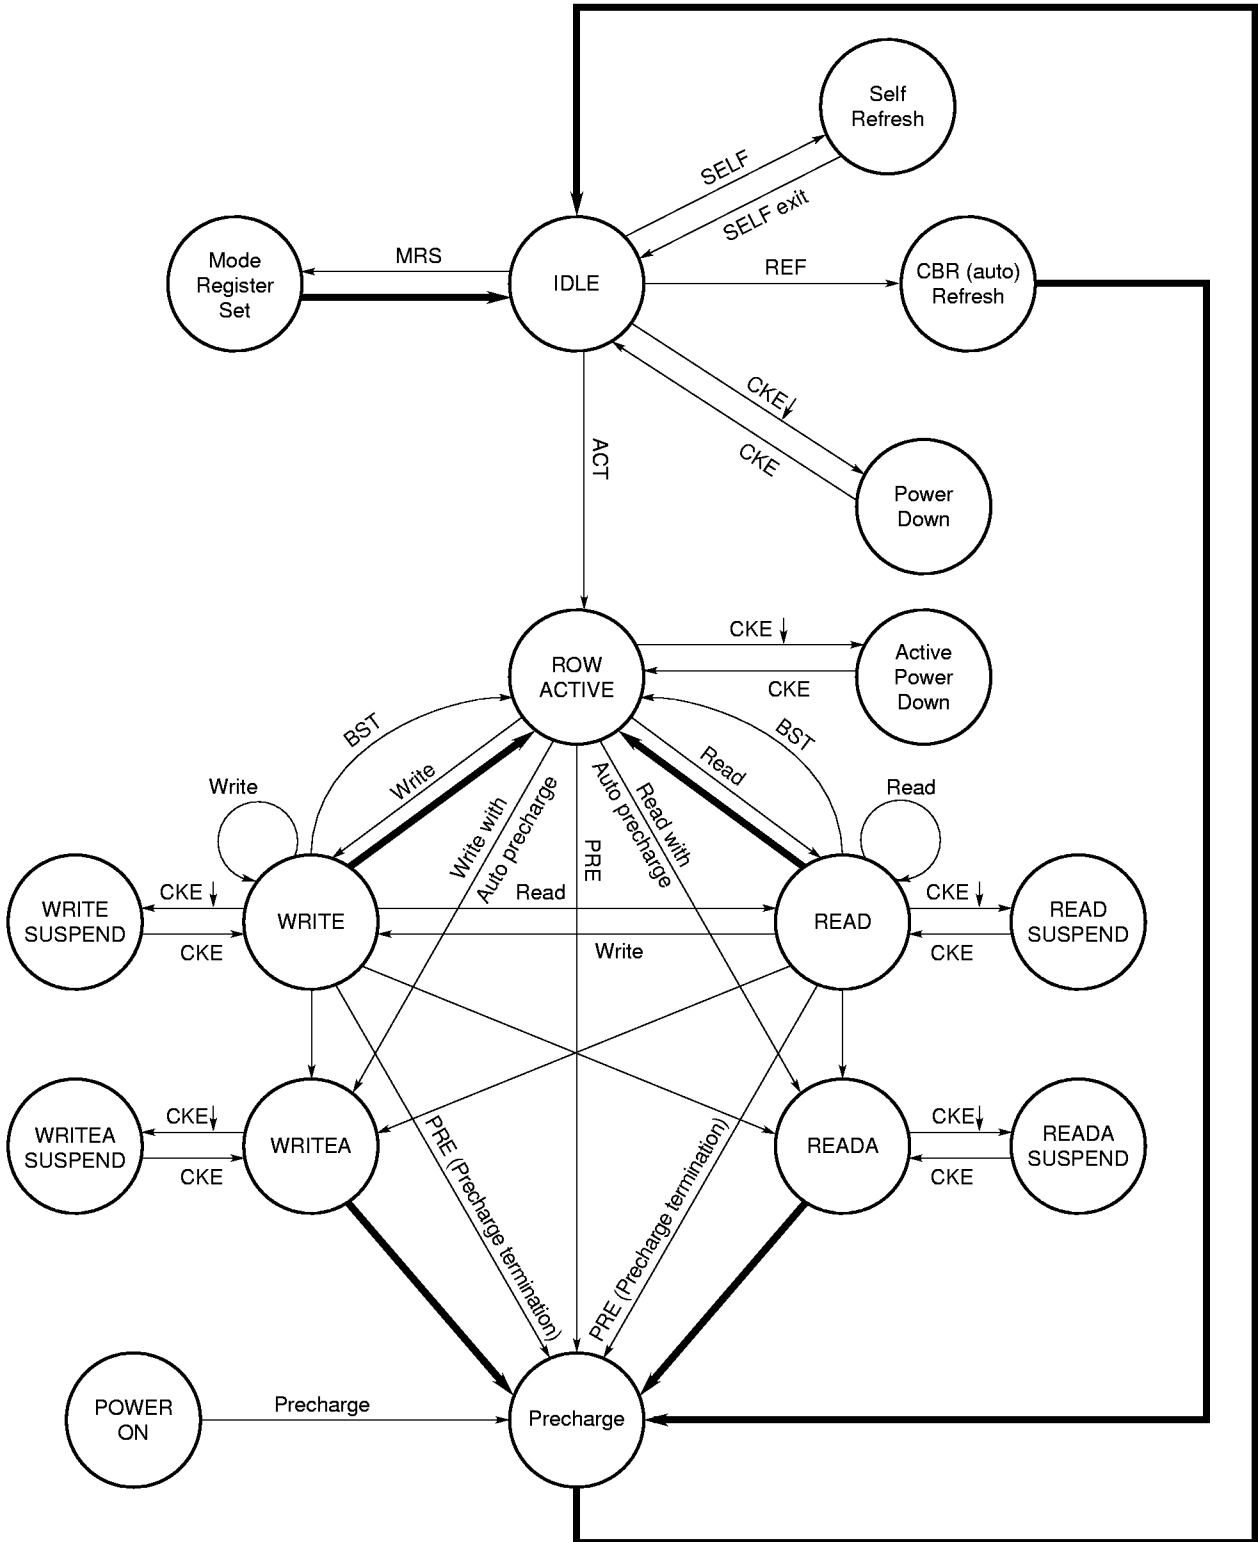 Self
Refresh
SELF
SELF exit
Mode
Register
Set
MRS
IDLE
REF
CBR (auto)
Refresh
CKE↓
CKE
ACT
Power
Down
ROW
ACTIVE
CKE ↓
CKE
Active
Power
Down
BST
BST
Write
Write
Write with
Auto precharge
PRE
Read with
Auto precharge
Read
Read
WRITE
SUSPEND
CKE ↓
CKE
WRITE
Read
Write
READ
CKE ↓
CKE
READ
SUSPEND
WRITEA
SUSPEND
CKE↓
CKE
WRITEA
PRE (Precharge termination)
PRE (Precharge termination)
READA
CKE↓
CKE
READA
SUSPEND
POWER
ON
Precharge
Precharge